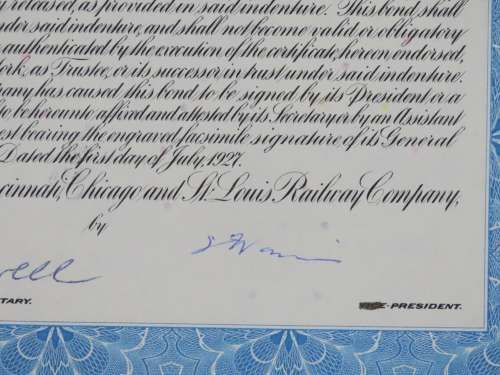 released, as provided in said indenture. This bond shall
under said indenture, and shall not become valid or obligatory
authenticated by the execution of the certificate, hereon endorsed,
ork, as Trustee, or its successor in trust under said indenture.
any has caused this bond to be signed by its President or a
to be hereunto affixed and attested by its Secretary or by an Assistant
est bearing the engraved facsimile signature of its General
Dated the first day of July, 1927.
cinnati, Chicago and St. Louis Railway Company,
by
TARY.
-PRESIDENT.